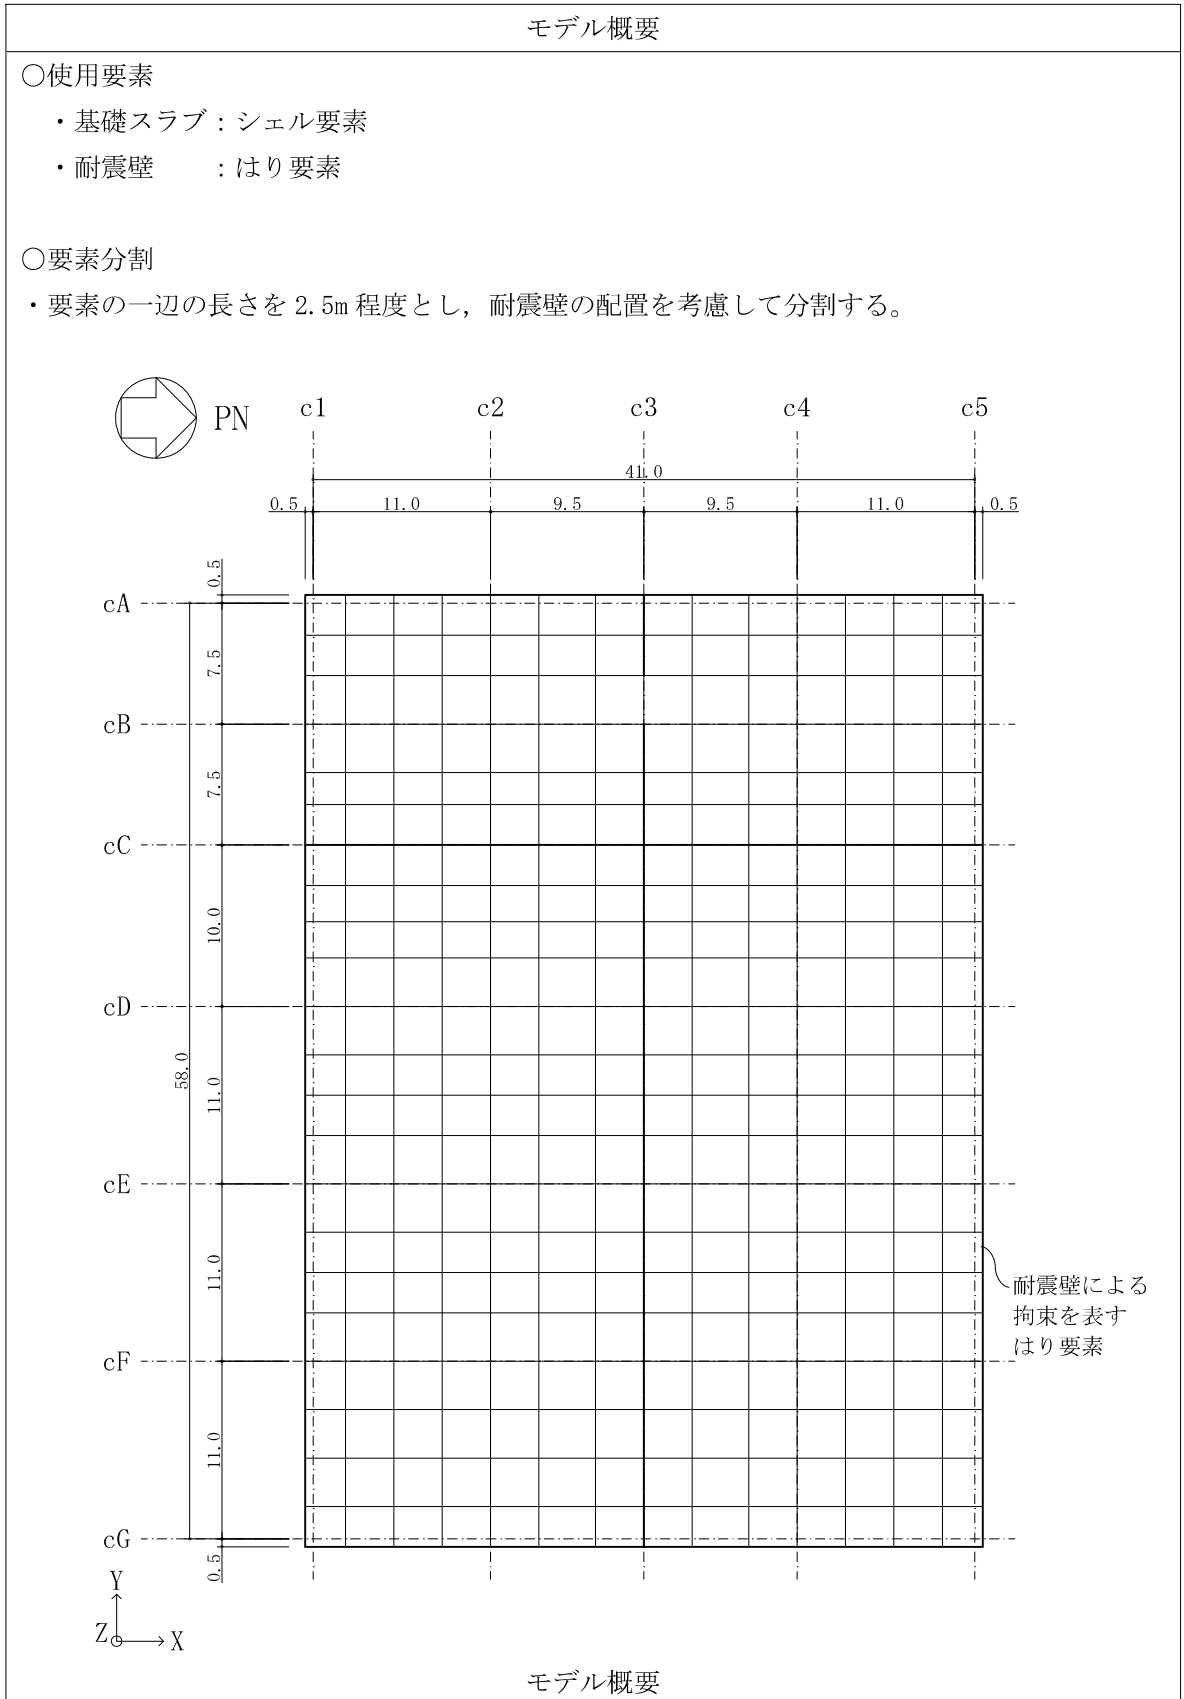 モデル概要
○使用要素
・基礎スラブ：シェル要素
・耐震壁　　：はり要素
○要素分割
・要素の一辺の長さを 2.5m 程度とし，耐震壁の配置を考慮して分割する。
PN
c1 c2 c3 c4 c5
41.0
0.5 11.0 9.5 9.5 11.0 0.5
0.5
cA
7.5
cB
7.5
cC
10.0
cD
58.0
11.0
cE
11.0
耐震壁による
拘束を表す
はり要素
cF
11.0
cG
0.5
Y
Z
X
モデル概要